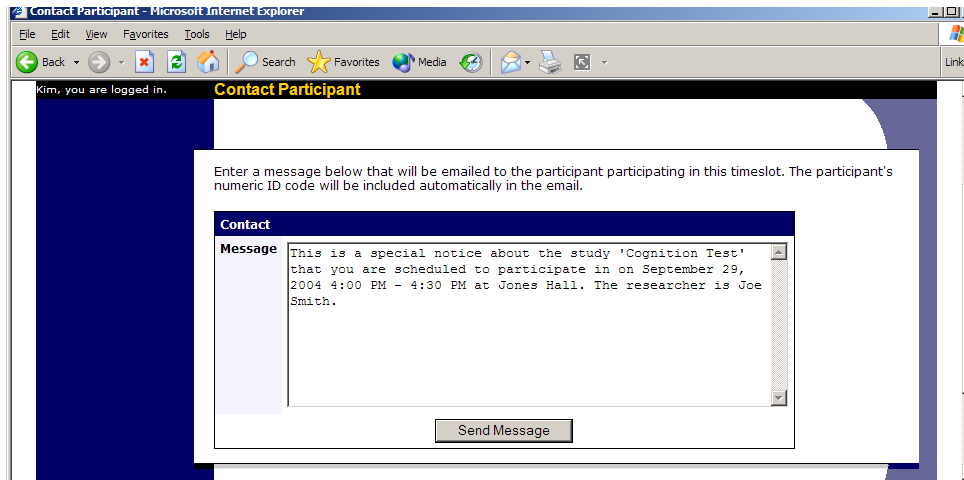 Contact Participant - Microsoft Internet Explorer
File Edit View Favorites Tools Help
Back Search Favorites Media Link
Kim, you are logged in. Contact Participant
Enter a message below that will be emailed to the participant participating in this timeslot. The participant's
numeric ID code will be included automatically in the email.
Contact
Message
This is a special notice about the study 'Cognition Test'
that you are scheduled to participate in on September 29,
2004 4:00 PM - 4:30 PM at Jones Hall. The researcher is Joe
Smith.
Send Message